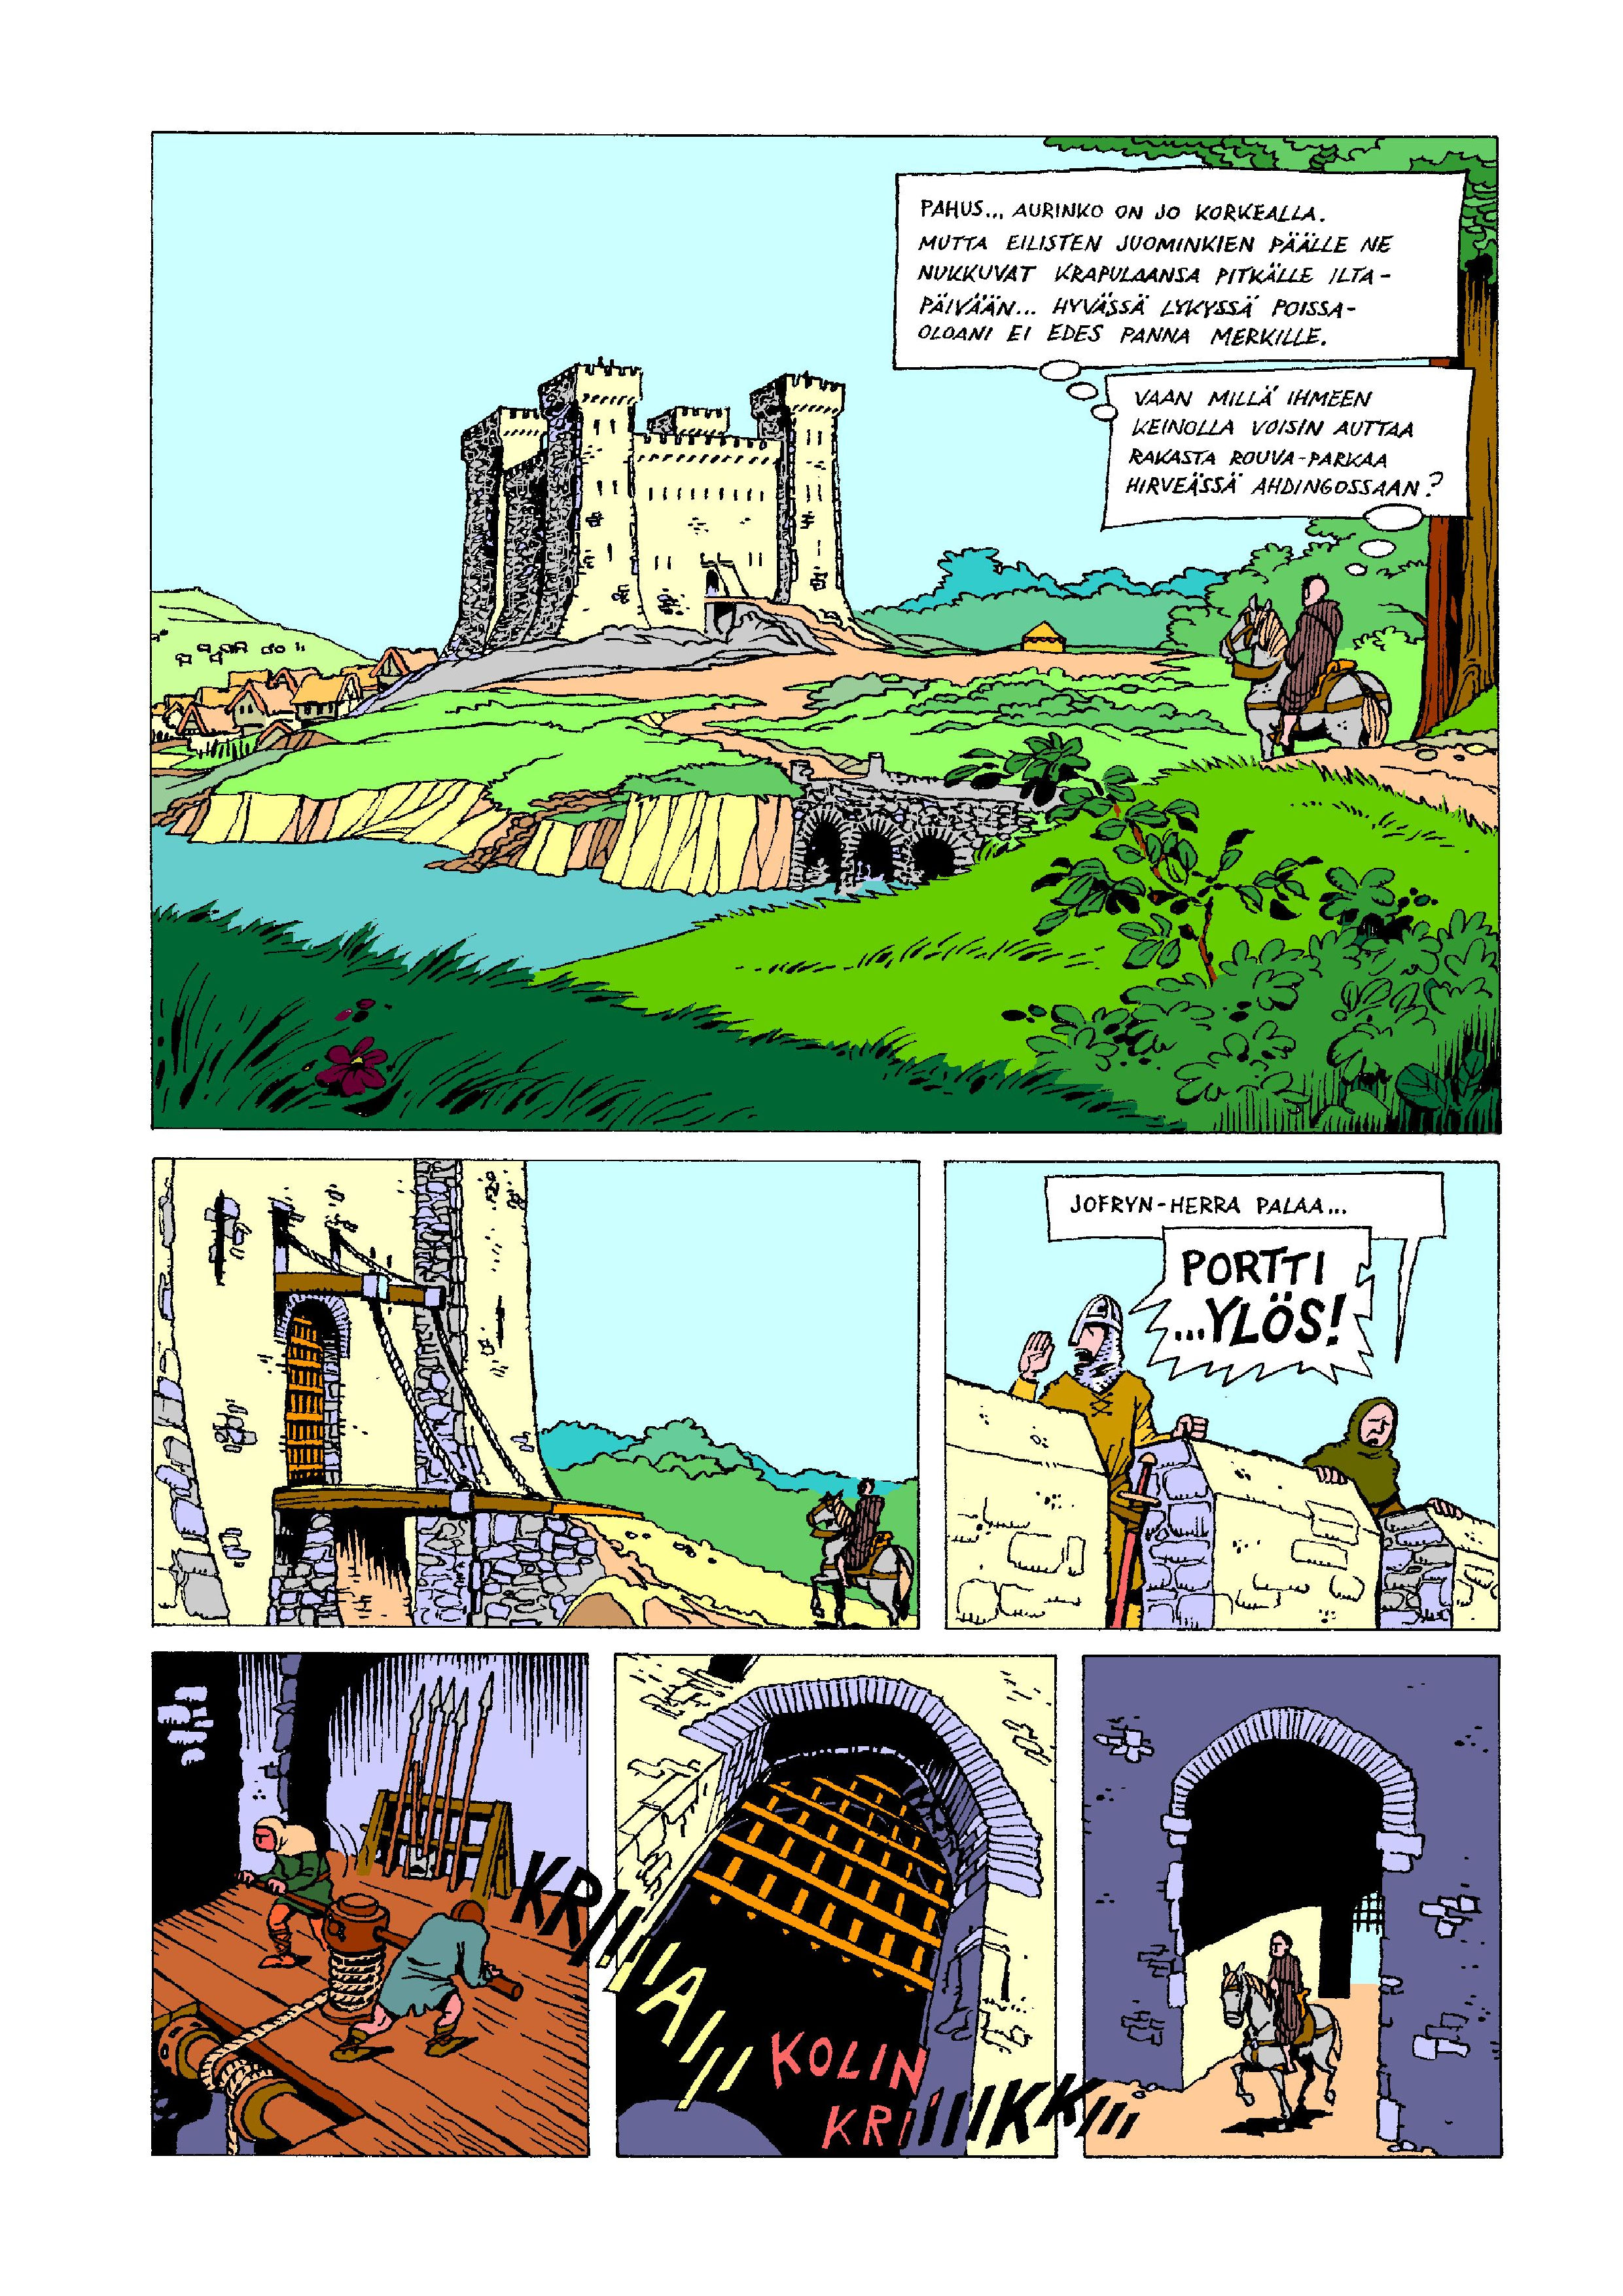 PAHUS... AURINKO ON JO KORKEALLA.
MUTTA EILISTEN JUOMINKIEN PÄÄLLE NE
NUKKUVAT KRAPULAANSA PITKÄLLE ILTA-
PÄIVÄÄN... HYVÄSSÄ LYKYSSÄ POISSA-
OLOANI EI EDES PANNA MERKILLE.
VAAN MILLÄ IHMEEN
KEINOLLA VOISIN AUTTAA
RAKASTA ROUVA-PARKAA
HIRVEÄSSÄ AHDINGOSSAAN?
JOFRYN-HERRA PALAA...
PORTTI
...YLÖS!
KRIIIIIAIII
KOLIN
KRIIIIIKKIII